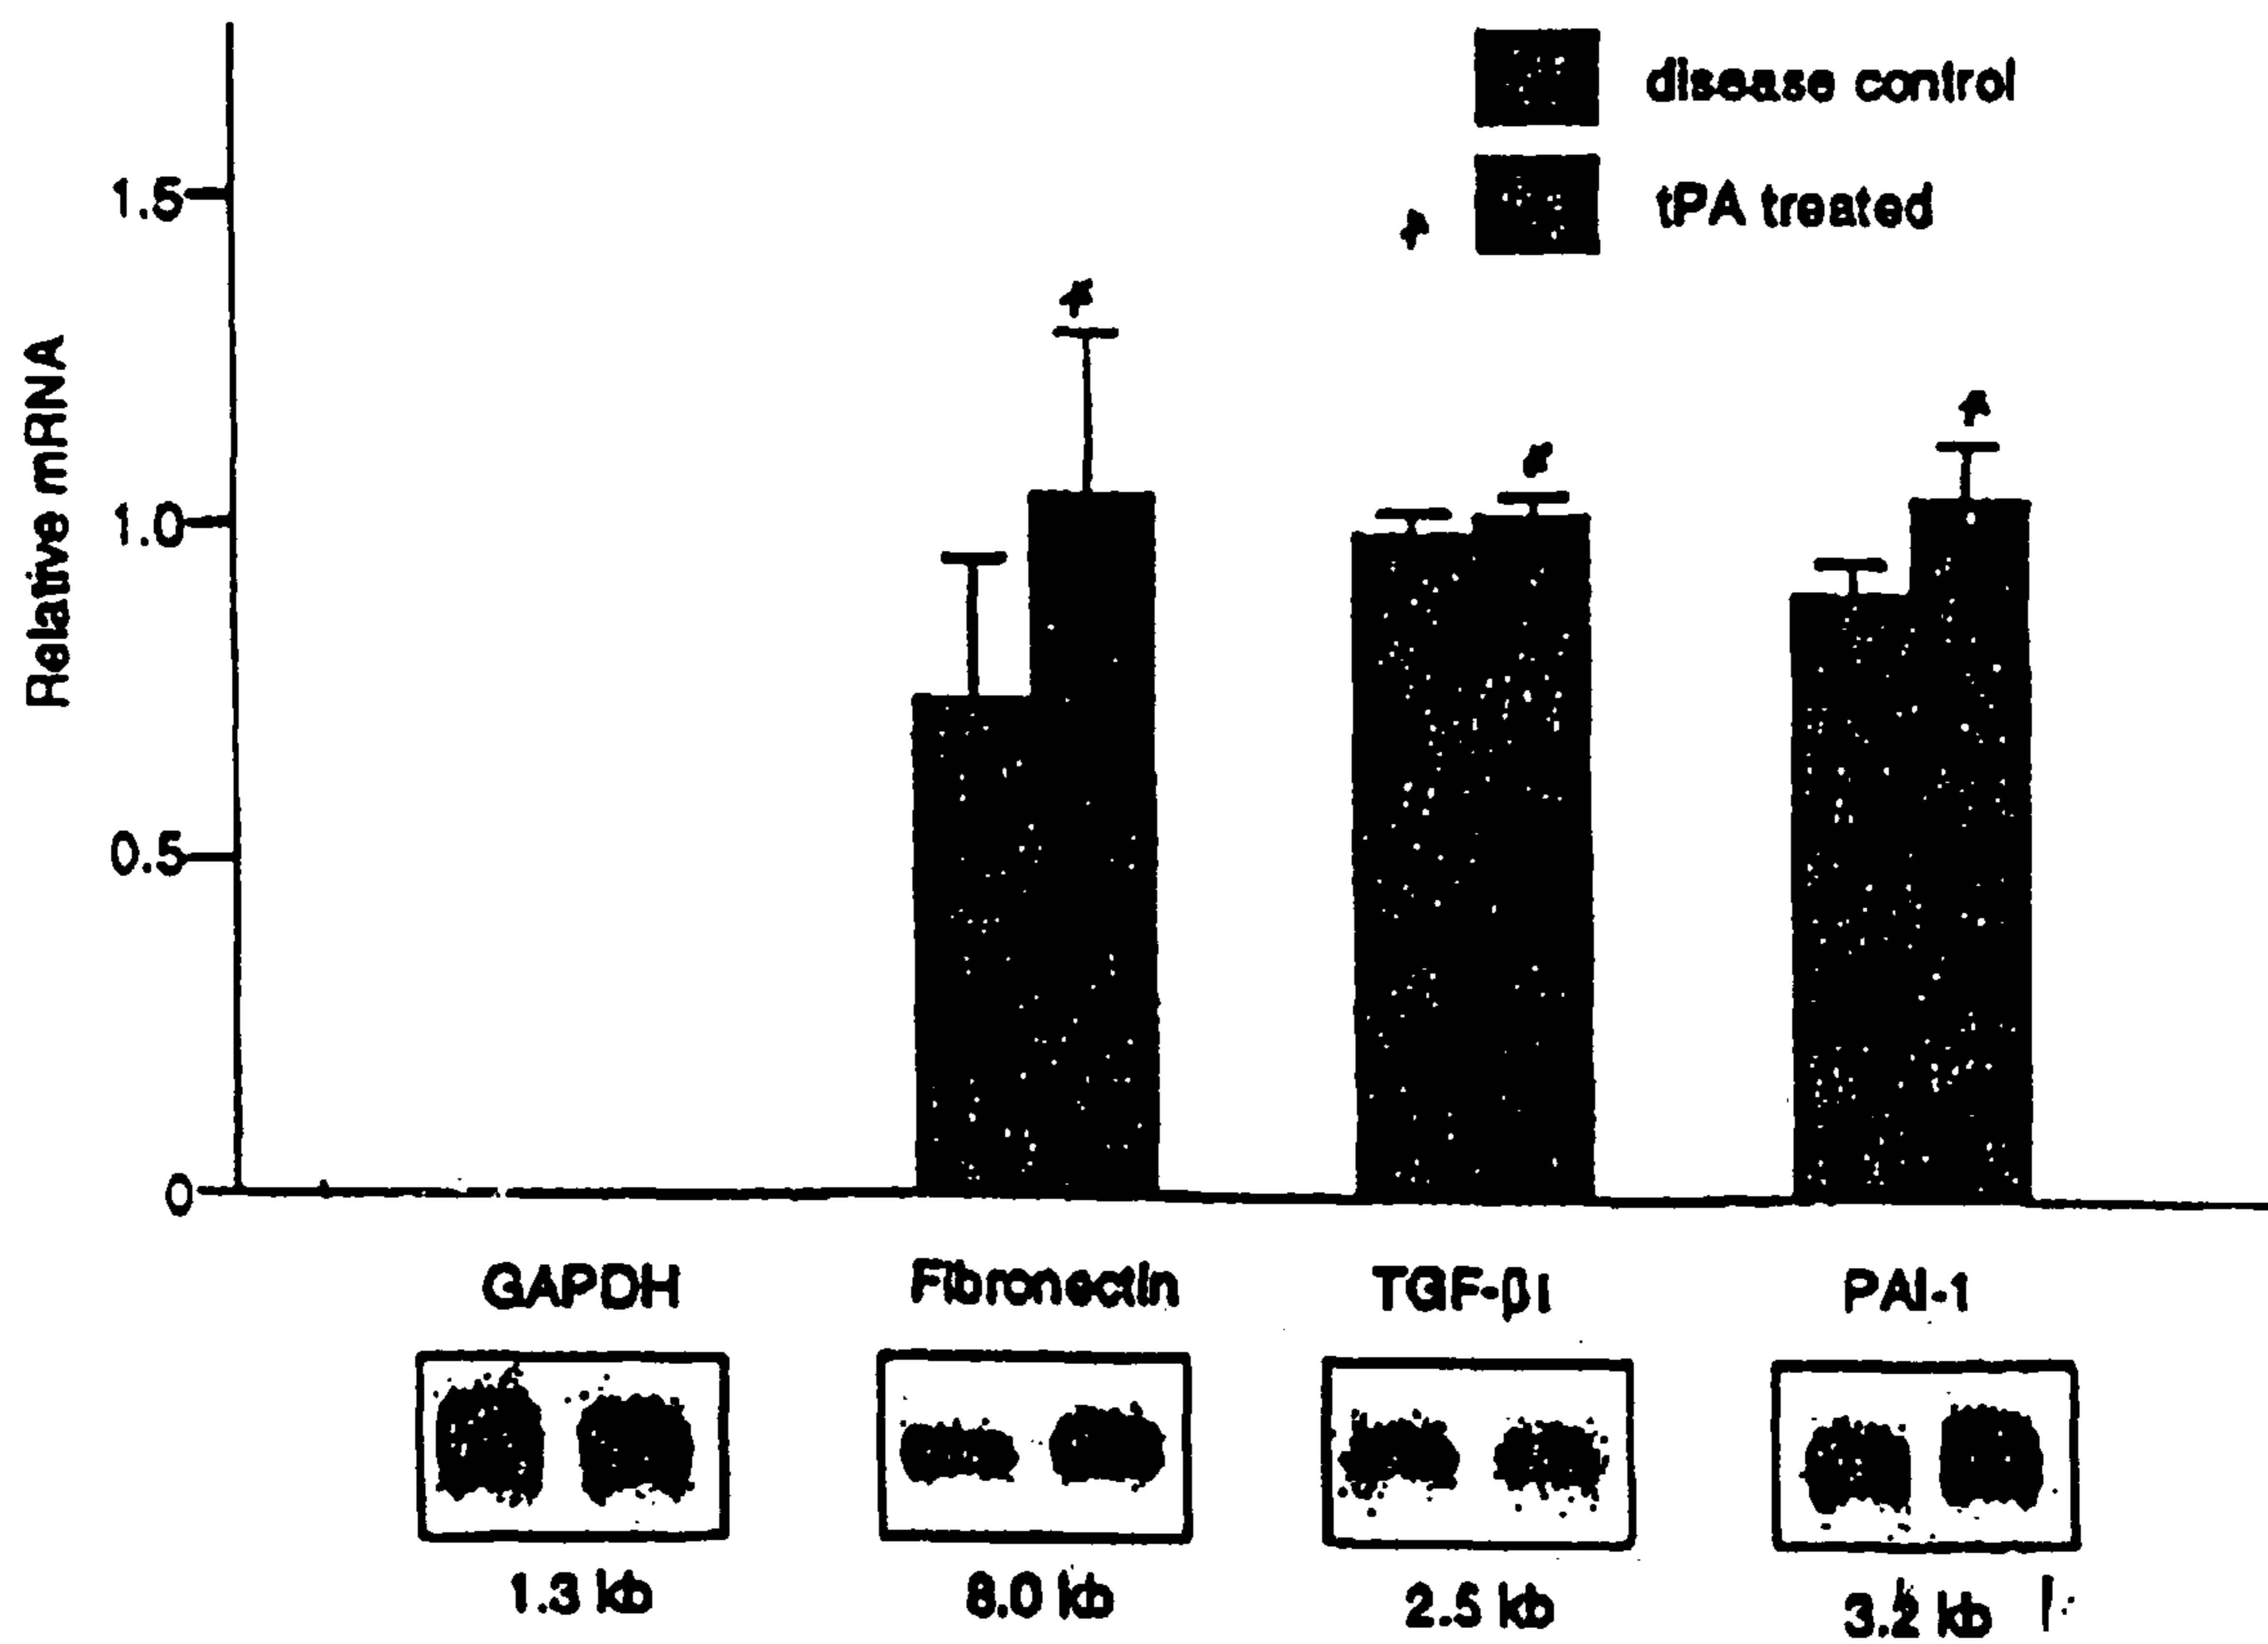 disease control
tPA treated
*
1.5
1.0
0.5
0
Relative mRNA
GAPDH Fibronectin TGF-β1 PAI-1
1.3 kb 8.0 kb 2.5 kb 3.2 kb